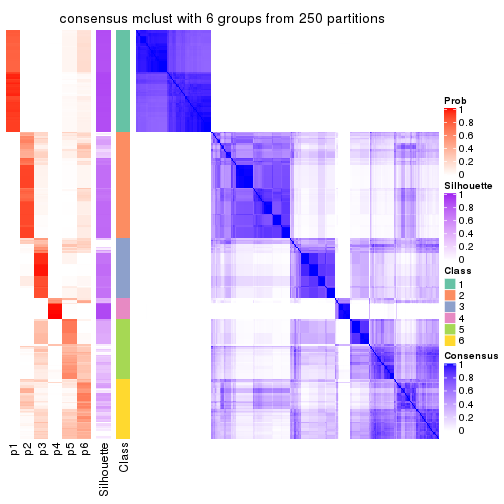 consensus mclust with 6 groups from 250 partitions
Prob
1
0.8
0.6
0.4
0.2
0
Silhouette
1
0.8
0.6
0.4
0.2
0
Class
1
2
3
4
5
6
Consensus
1
0.8
0.6
0.4
0.2
0
p1
p2
p3
p4
p5
p6
Silhouette
Class